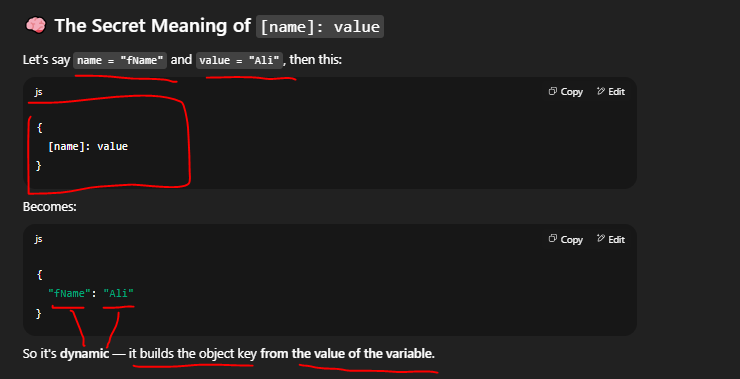 🧠 The Secret Meaning of [name]: value
Let's say name = "fName" and value = "Ali", then this:
js Copy Edit
{
[name]: value
}
Becomes:
js Copy Edit
{
"fName": "Ali"
}
So it's dynamic — it builds the object key from the value of the variable.